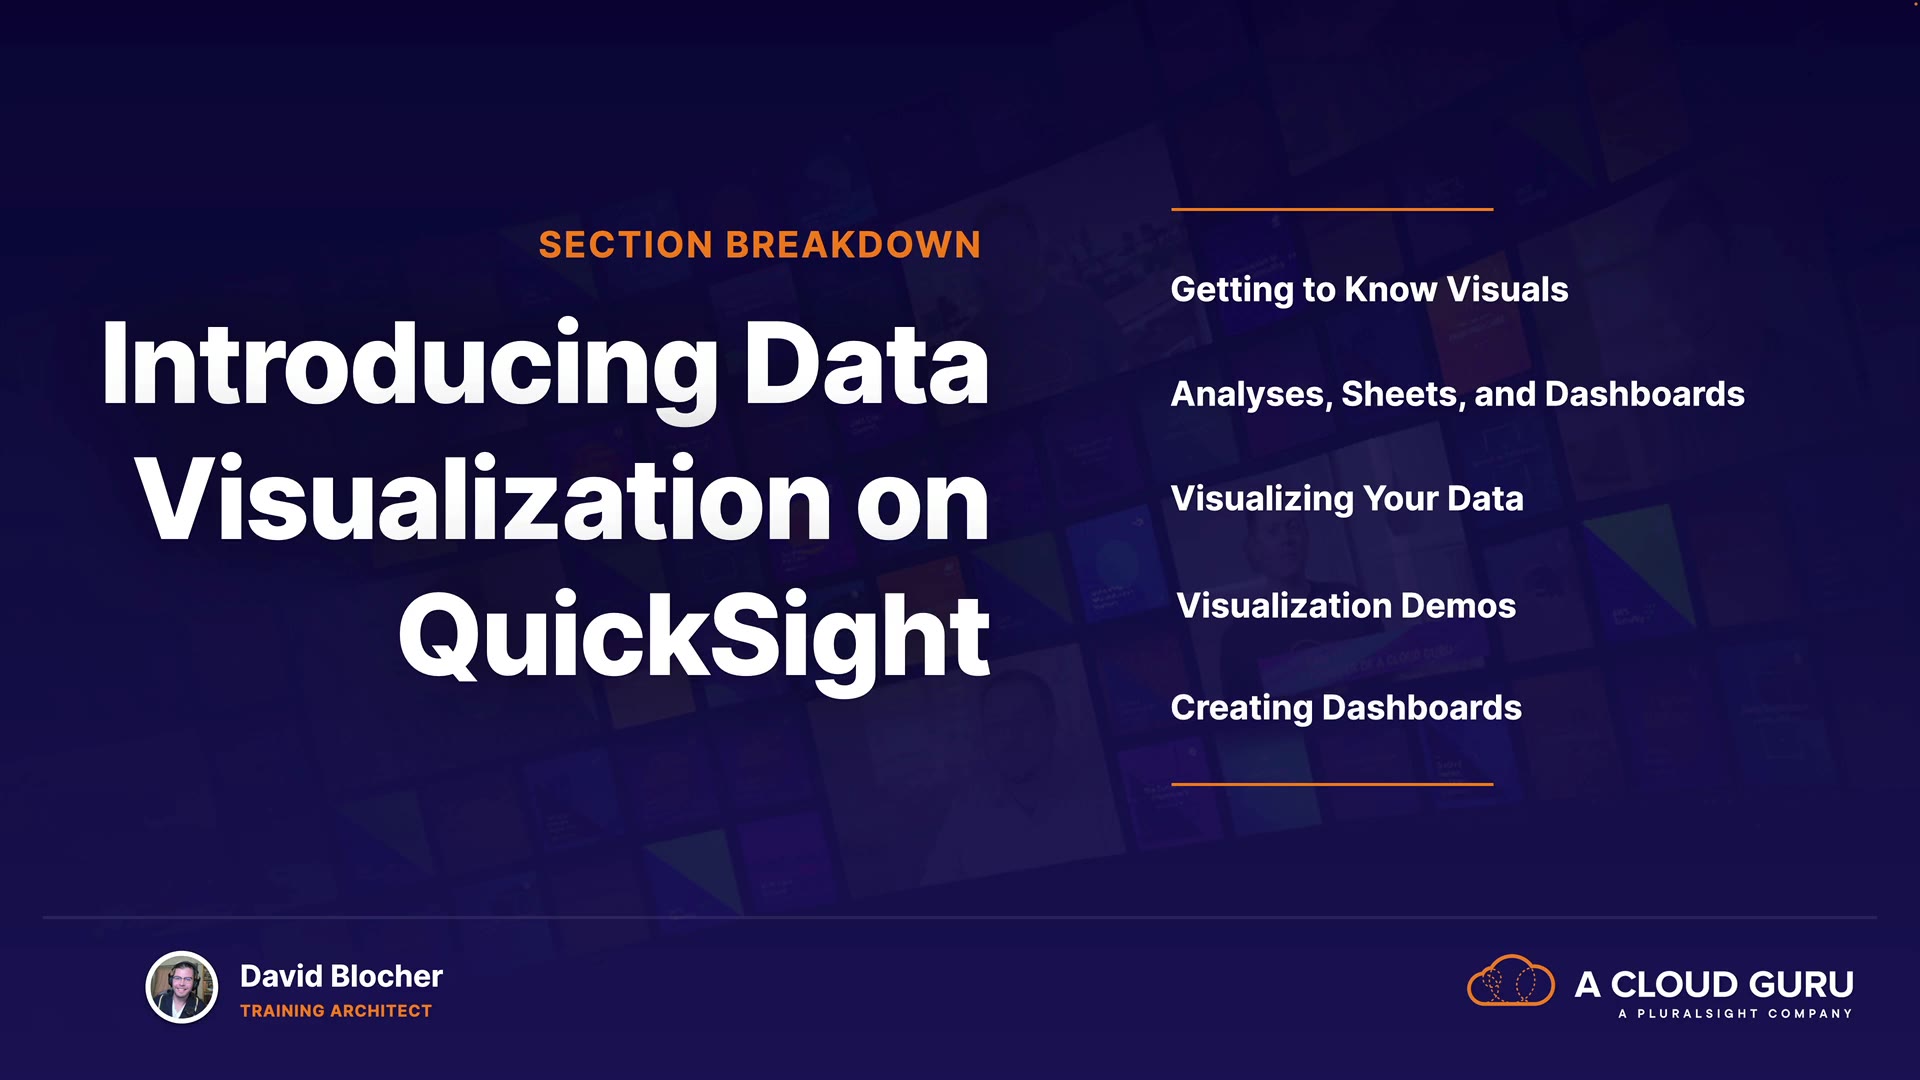 SECTION BREAKDOWN
Introducing Data
Visualization on
QuickSight
Getting to Know Visuals
Analyses, Sheets, and Dashboards
Visualizing Your Data
Visualization Demos
Creating Dashboards
David Blocher
TRAINING ARCHITECT
A CLOUD GURU
A PLURALSIGHT COMPANY